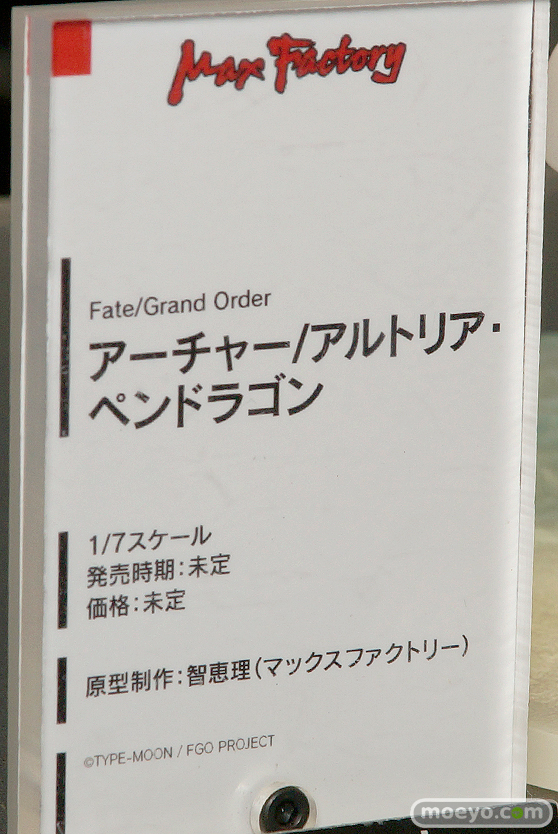 Max Factory
Fate/Grand Order
アーチャー/アルトリア・
ペンドラゴン
1/7スケール
発売時期：未定
価格：未定
原型制作：智恵理(マックスファクトリー)
©TYPE-MOON / FGO PROJECT
moeyo.com